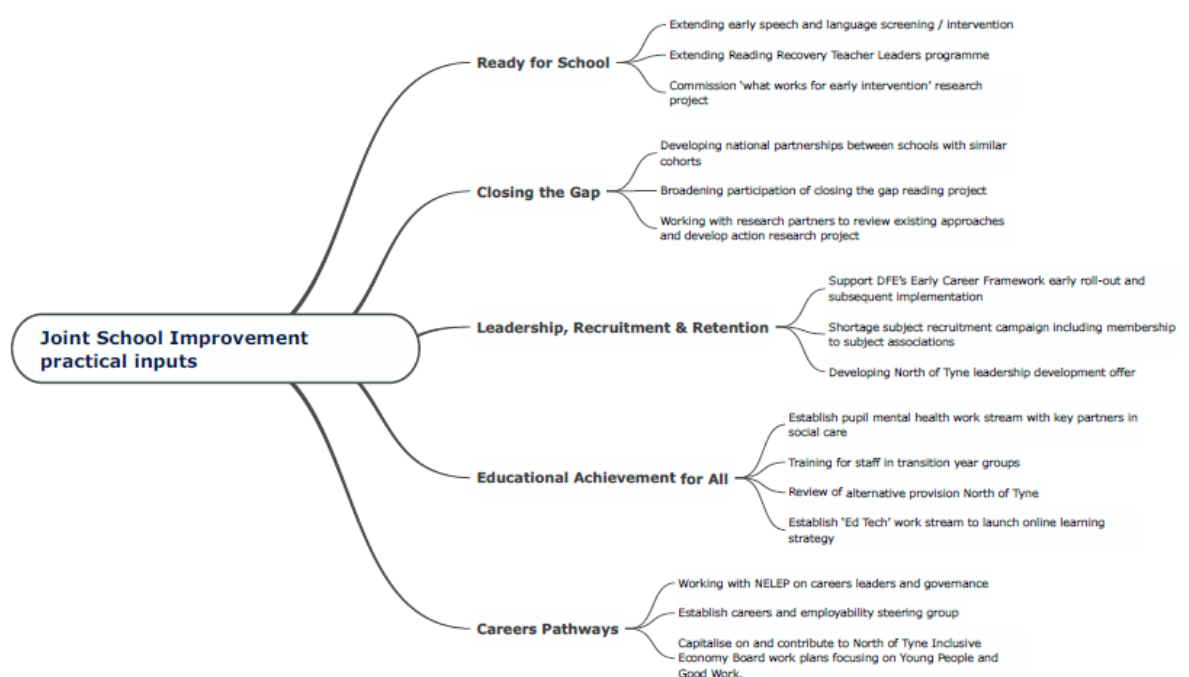 Extending early speech and language screening / intervention
Ready for School
Extending Reading Recovery Teacher Leaders programme
Commission ‘what works for early intervention’ research
project
Developing national partnerships between schools with similar
cohorts
Closing the Gap
Broadening participation of closing the gap reading project
Working with research partners to review existing approaches
and develop action research project
Joint School Improvement
practical inputs
Support DFE’s Early Career Framework early roll-out and
subsequent implementation
Leadership, Recruitment & Retention
Shortage subject recruitment campaign including membership
to subject associations
Developing North of Tyne leadership development offer
Establish pupil mental health work stream with key partners in
social care
Educational Achievement for All
Training for staff in transition year groups
Review of alternative provision North of Tyne
Establish ‘Ed Tech’ work stream to launch online learning
strategy
Working with NELEP on careers leaders and governance
Careers Pathways
Establish careers and employability steering group
Capitalise on and contribute to North of Tyne Inclusive
Economy Board work plans focusing on Young People and
Good Work.